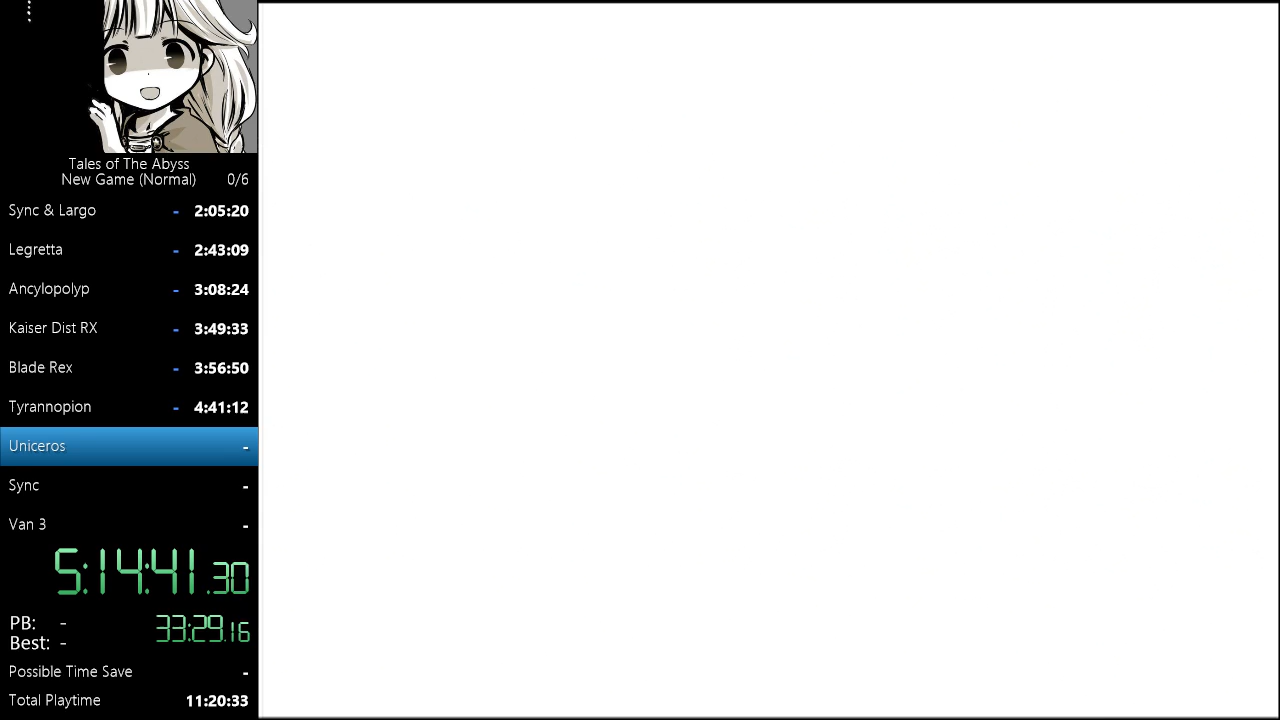 Tales of The Abyss
New Game (Normal) 0/6
Sync & Largo - 2:05:20
Legretta - 2:43:09
Ancylopolyp - 3:08:24
Kaiser Dist RX - 3:49:33
Blade Rex - 3:56:50
Tyrannopion - 4:41:12
Uniceros -
Sync -
Van 3 -
5:14:41.30
PB: - 33:29.16
Best: -
Possible Time Save -
Total Playtime 11:20:33